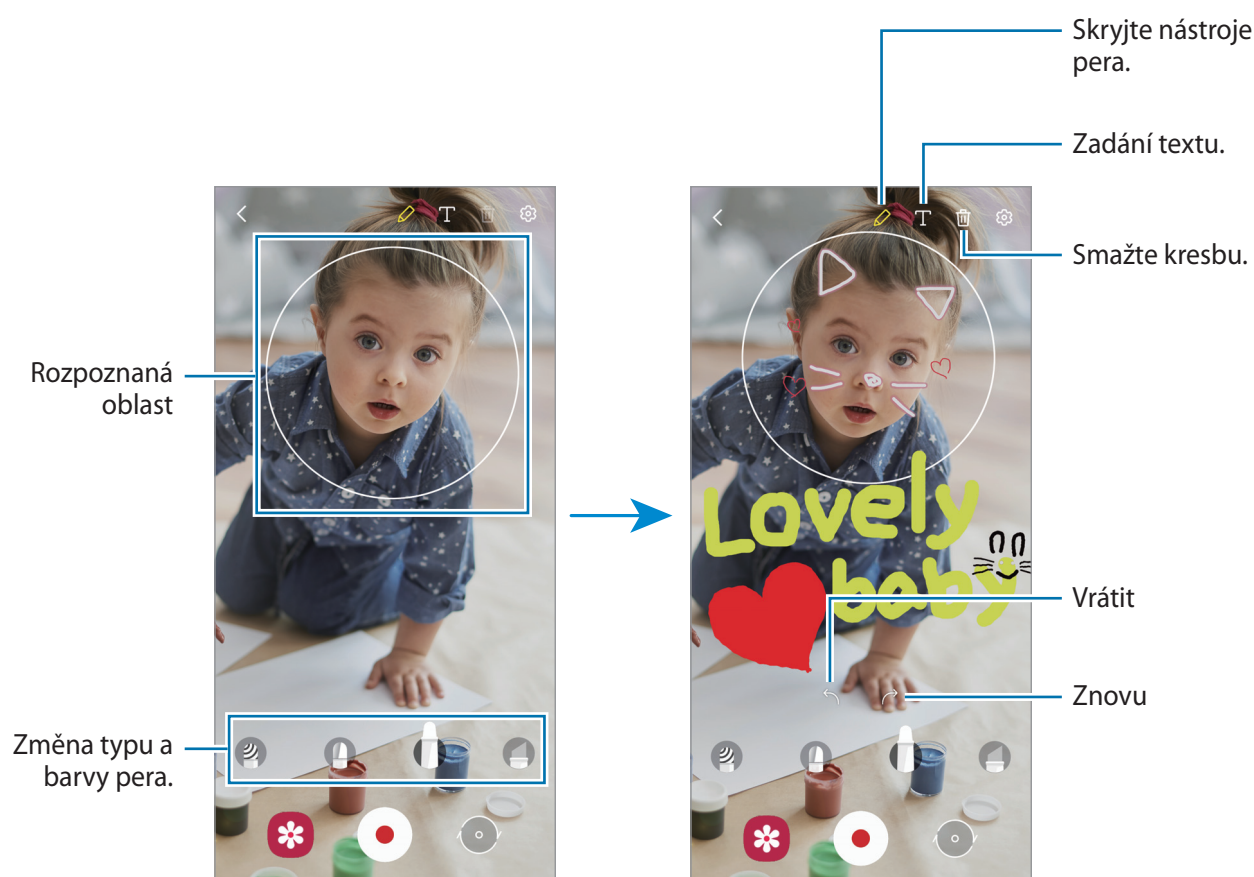 Skryjte nástroje
pera.
Zadání textu.
T
T
Smažte kresbu.
Rozpoznaná
oblast
Lovely
baby
Vrátit
Znovu
Změna typu a
barvy pera.